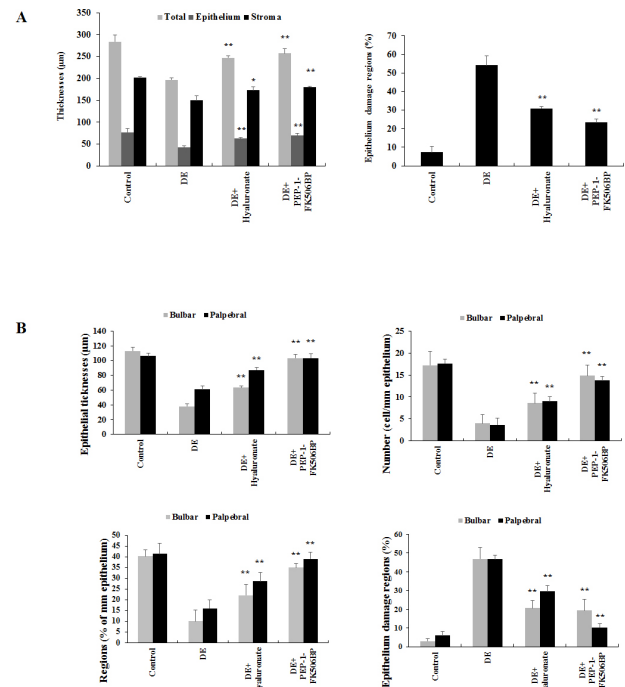 A
Total Epithelium Stroma
Thicknesses (µm)
350
300
250
200
150
100
50
0
** ** * ** ** **
Control
DE
DE+
Hyaluronate
DE+
PEP-1-
FK506BP
Epithelium damage regions (%)
70
60
50
40
30
20
10
0
** **
Control
DE
DE+
Hyaluronate
DE+
PEP-1-
FK506BP
B
Bulbar Palpebral
Epithelial ticknesses (µm)
140
120
100
80
60
40
20
0
** ** ** **
Control
DE
DE+
Hyaluronate
DE+
PEP-1-
FK506BP
Bulbar Palpebral
Number (cell/mm epithelium)
25
20
15
10
5
0
** ** ** **
Control
DE
DE+
Hyaluronate
DE+
PEP-1-
FK506BP
Bulbar Palpebral
Regions (% of mm epithelium)
50
45
40
35
30
25
20
15
10
5
0
** ** ** **
Control
DE
DE+
Hyaluronate
DE+
PEP-1-
FK506BP
Bulbar Palpebral
Epithelium damage regions (%)
60
50
40
30
20
10
0
** ** ** **
Control
DE
DE+
Hyaluronate
DE+
PEP-1-
FK506BP